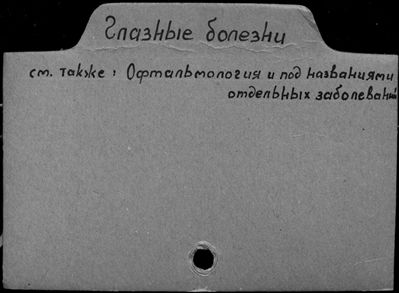 Глазные болезни
см. также: Офтальмология и под названиями
отдельных заболеваний